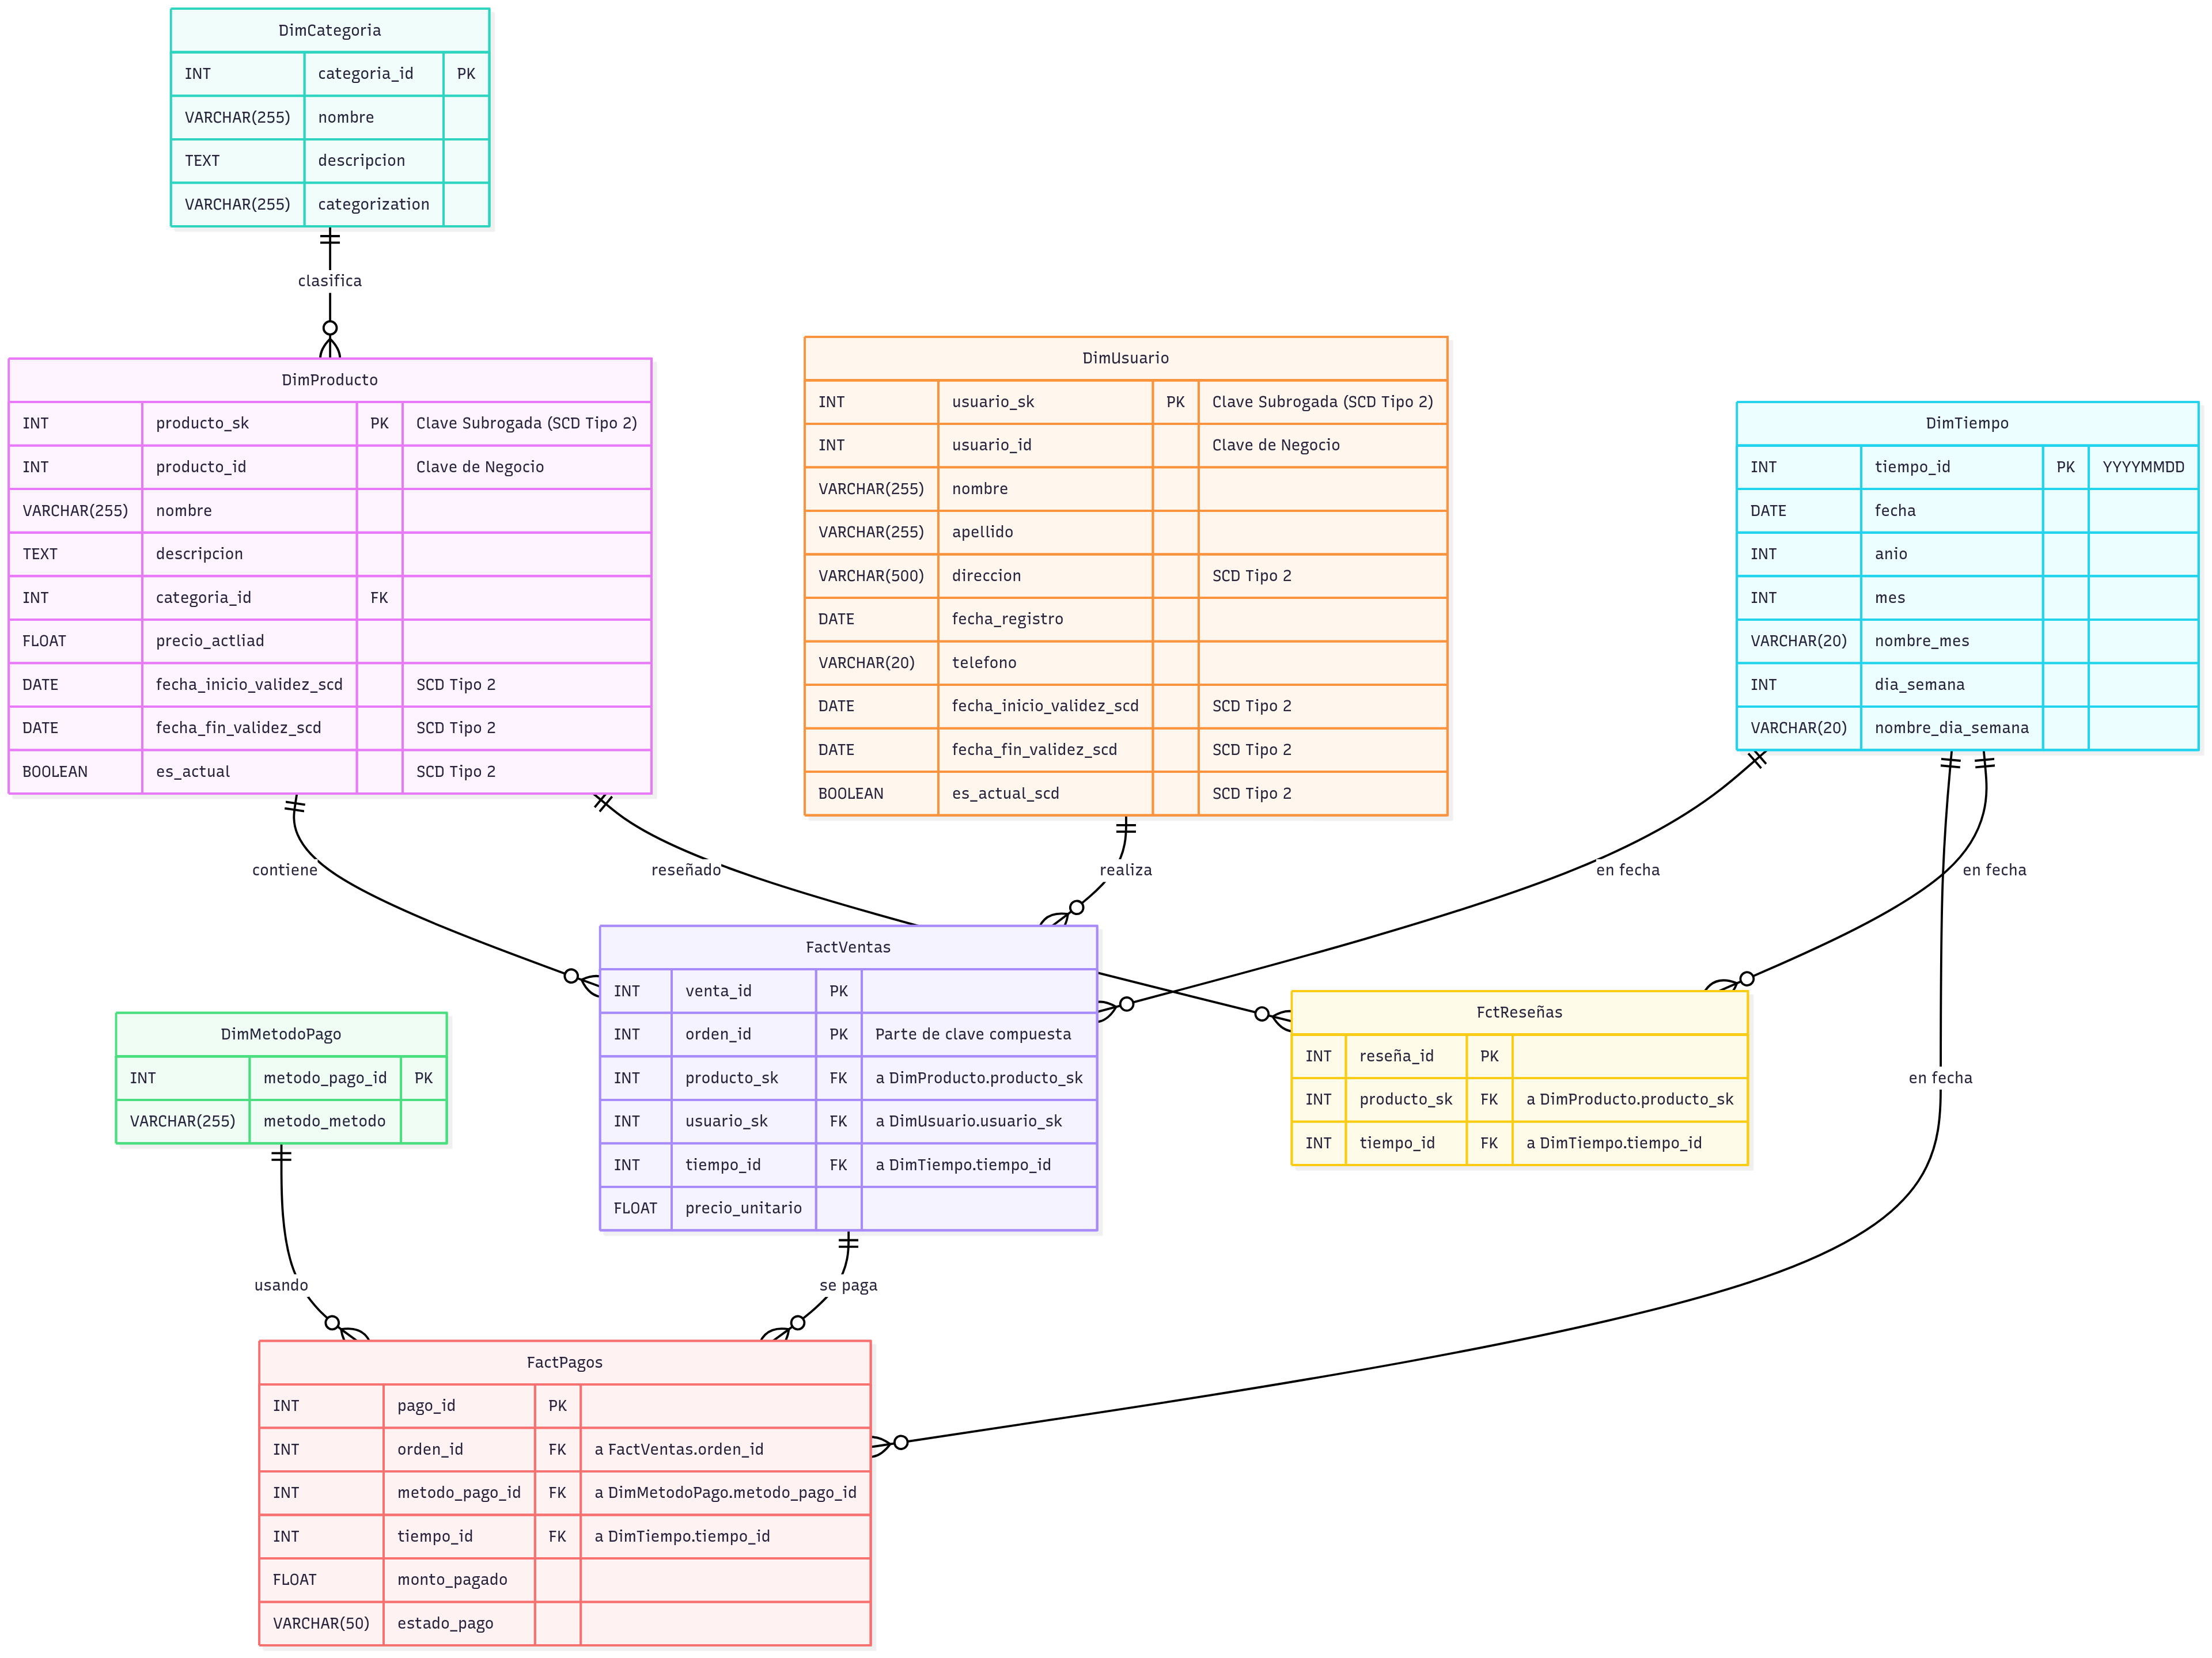 DimCategoria
INT categoria_id PK
VARCHAR(255) nombre
TEXT descripcion
VARCHAR(255) categorization
clasifica
DimProducto
INT producto_sk PK Clave Subrogada (SCD Tipo 2)
INT producto_id Clave de Negocio
VARCHAR(255) nombre
TEXT descripcion
INT categoria_id FK
FLOAT precio_actliad
DATE fecha_inicio_validez_scd SCD Tipo 2
DATE fecha_fin_validez_scd SCD Tipo 2
BOOLEAN es_actual SCD Tipo 2
DimUsuario
INT usuario_sk PK Clave Subrogada (SCD Tipo 2)
INT usuario_id Clave de Negocio
VARCHAR(255) nombre
VARCHAR(255) apellido
VARCHAR(500) direccion SCD Tipo 2
DATE fecha_registro
VARCHAR(20) telefono
DATE fecha_inicio_validez_scd SCD Tipo 2
DATE fecha_fin_validez_scd SCD Tipo 2
BOOLEAN es_actual_scd SCD Tipo 2
DimTiempo
INT tiempo_id PK YYYYMMDD
DATE fecha
INT anio
INT mes
VARCHAR(20) nombre_mes
INT dia_semana
VARCHAR(20) nombre_dia_semana
contiene
reseñado
realiza
en fecha
en fecha
FactVentas
INT venta_id PK
INT orden_id PK Parte de clave compuesta
INT producto_sk FK a DimProducto.producto_sk
INT usuario_sk FK a DimUsuario.usuario_sk
INT tiempo_id FK a DimTiempo.tiempo_id
FLOAT precio_unitario
FctReseñas
INT reseña_id PK
INT producto_sk FK a DimProducto.producto_sk
INT tiempo_id FK a DimTiempo.tiempo_id
en fecha
DimMetodoPago
INT metodo_pago_id PK
VARCHAR(255) metodo_metodo
usando
se paga
FactPagos
INT pago_id PK
INT orden_id FK a FactVentas.orden_id
INT metodo_pago_id FK a DimMetodoPago.metodo_pago_id
INT tiempo_id FK a DimTiempo.tiempo_id
FLOAT monto_pagado
VARCHAR(50) estado_pago